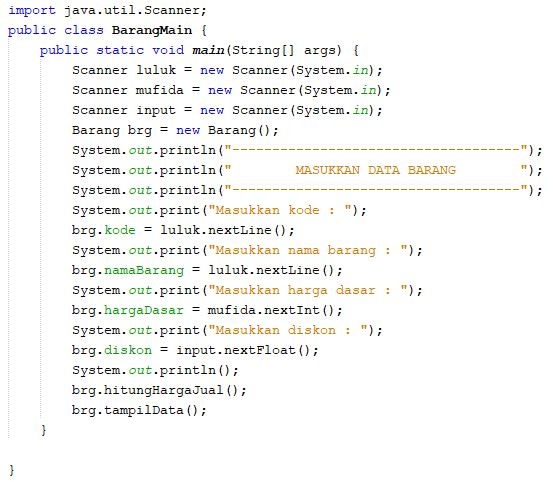 import java.util.Scanner;
public class BarangMain {
    public static void main(String[] args) {
        Scanner luluk = new Scanner(System.in);
        Scanner mufida = new Scanner(System.in);
        Scanner input = new Scanner(System.in);
        Barang brg = new Barang();
        System.out.println("------------------------------------");
        System.out.println("        MASUKKAN DATA BARANG        ");
        System.out.println("------------------------------------");
        System.out.print("Masukkan kode : ");
        brg.kode = luluk.nextLine();
        System.out.print("Masukkan nama barang : ");
        brg.namaBarang = luluk.nextLine();
        System.out.print("Masukkan harga dasar : ");
        brg.hargaDasar = mufida.nextInt();
        System.out.print("Masukkan diskon : ");
        brg.diskon = input.nextFloat();
        System.out.println();
        brg.hitungHargaJual();
        brg.tampilData();
    }
}